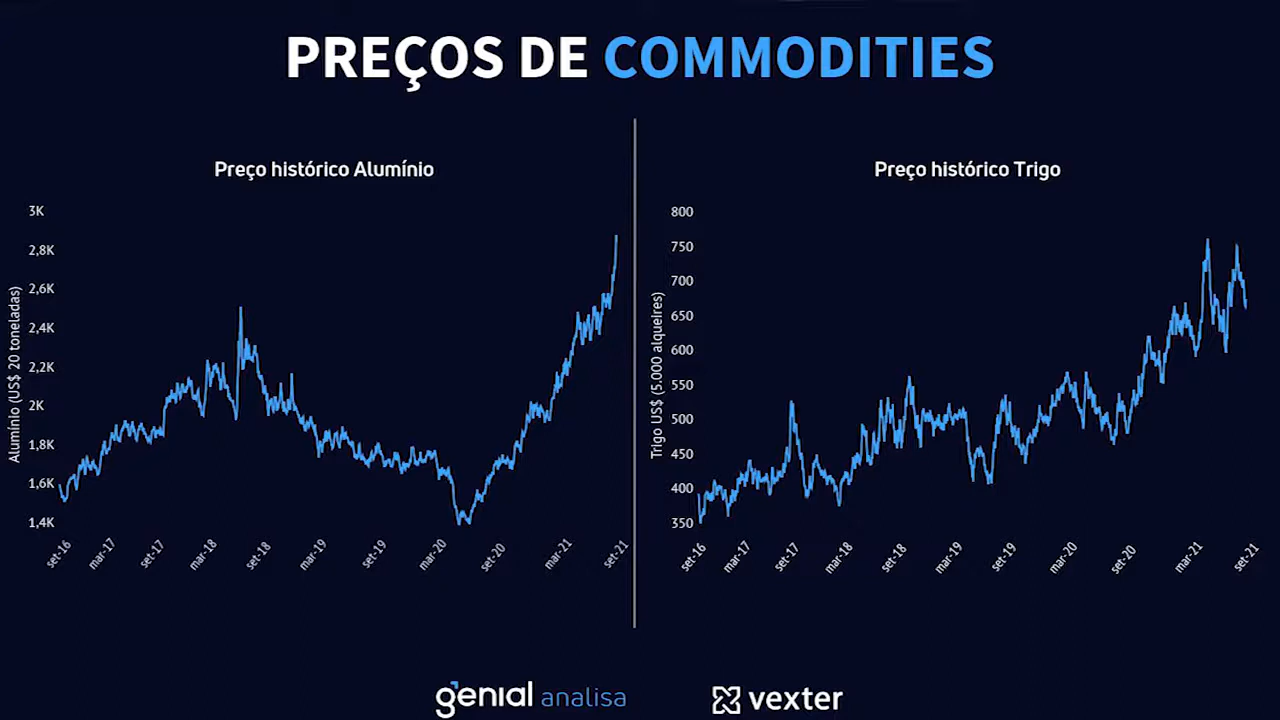 PREÇOS DE COMMODITIES
Preço histórico Alumínio
Alumínio (US$ 20 toneladas)
3K
2,8K
2,6K
2,4K
2,2K
2K
1,8K
1,6K
1,4K
set-16
mar-17
set-17
mar-18
set-18
mar-19
set-19
mar-20
set-20
mar-21
set-21
Preço histórico Trigo
Trigo US$ (5.000 alqueires)
800
750
700
650
600
550
500
450
400
350
set-16
mar-17
set-17
mar-18
set-18
mar-19
set-19
mar-20
set-20
mar-21
set-21
genial analisa
vexter